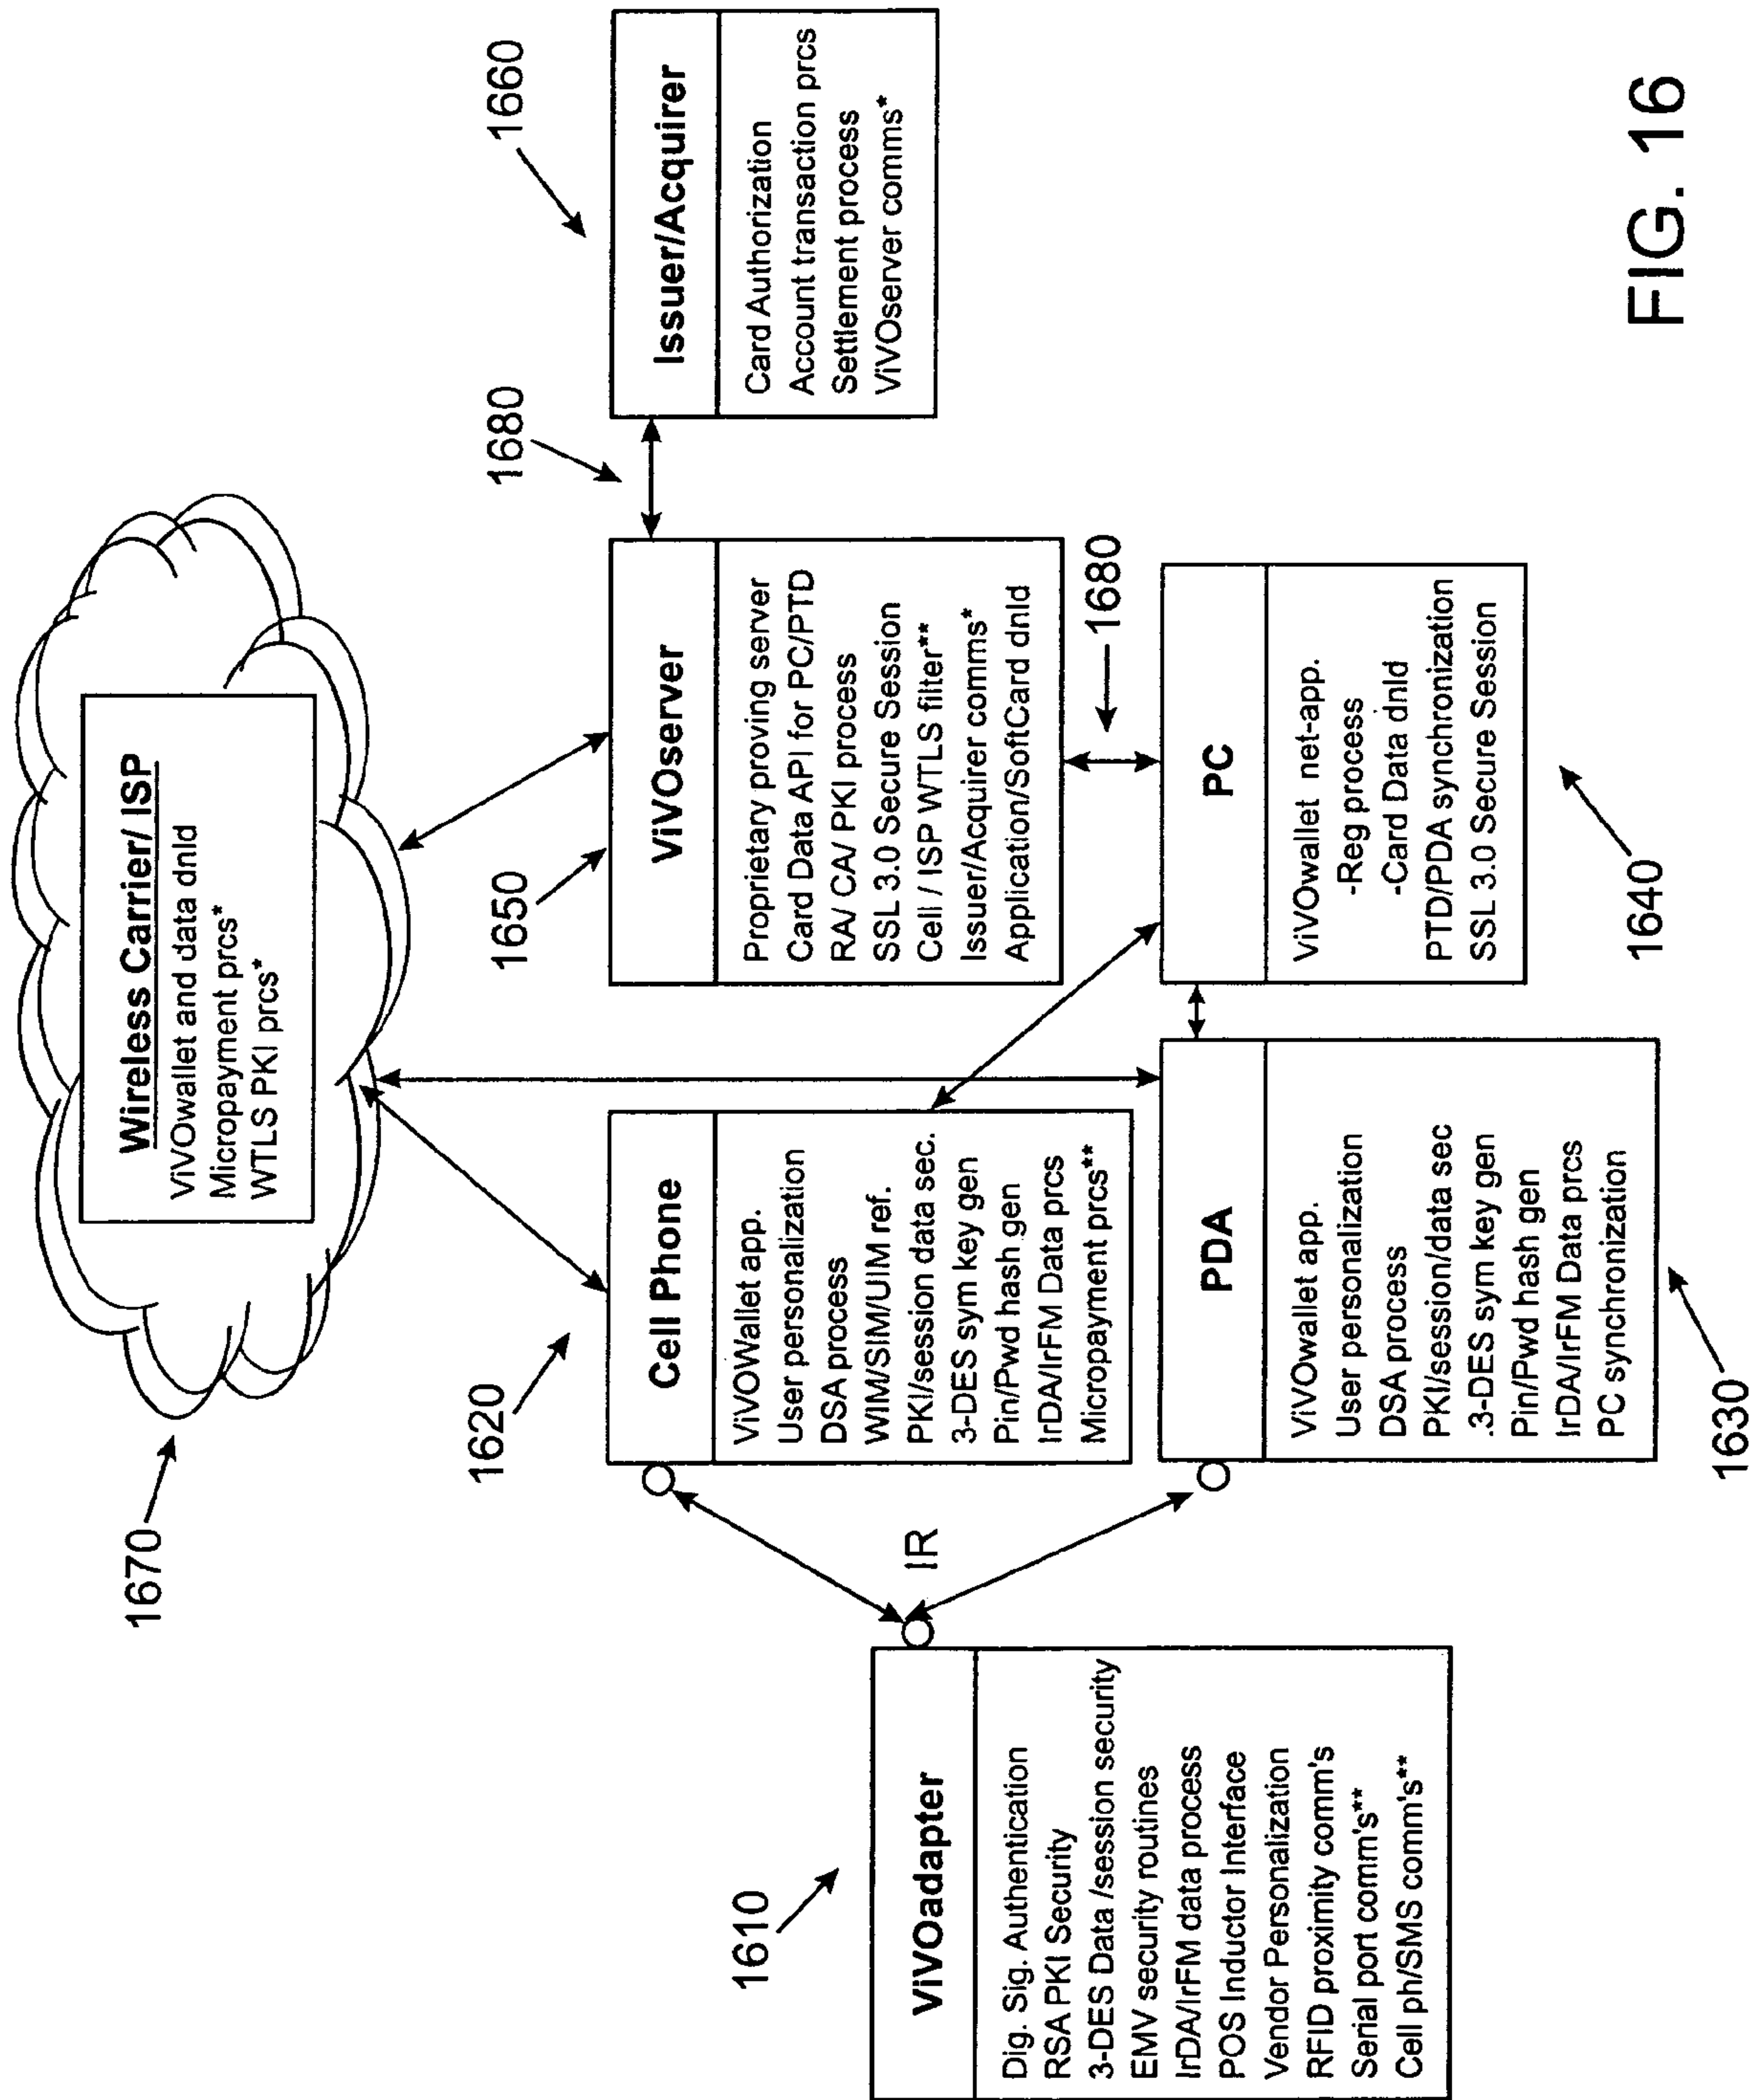 1670
Wireless Carrier/ ISP
ViVOwallet and data dnld
Micropayment prcs*
WTLS PKI prcs*
1610
ViVOadapter
Dig. Sig. Authentication
RSA PKI Security
3-DES Data /session security
EMV security routines
IrDA/IrFM data process
POS Inductor Interface
Vendor Personalization
RFID proximity comm's
Serial port comm's**
Cell ph/SMS comm's**
IR
1620
Cell Phone
ViVOWallet app.
User personalization
DSA process
WIM/SIM/UIM ref.
PKI/session data sec.
3-DES sym key gen
Pin/Pwd hash gen
IrDA/IrFM Data prcs
Micropayment prcs**
1650
ViVOserver
Proprietary proving server
Card Data API for PC/PTD
RA/ CA/ PKI process
SSL 3.0 Secure Session
Cell / ISP WTLS filter**
Issuer/Acquirer comms*
Application/SoftCard dnld
1680
1660
Issuer/Acquirer
Card Authorization
Account transaction prcs
Settlement process
ViVOserver comms*
1680
PDA
ViVOwallet app.
User personalization
DSA process
PKI/session/data sec
.3-DES sym key gen
Pin/Pwd hash gen
IrDA/IrFM Data prcs
PC synchronization
1630
PC
ViVOwallet net-app.
-Reg process
-Card Data dnld
PTD/PDA synchronization
SSL 3.0 Secure Session
1640
FIG. 16